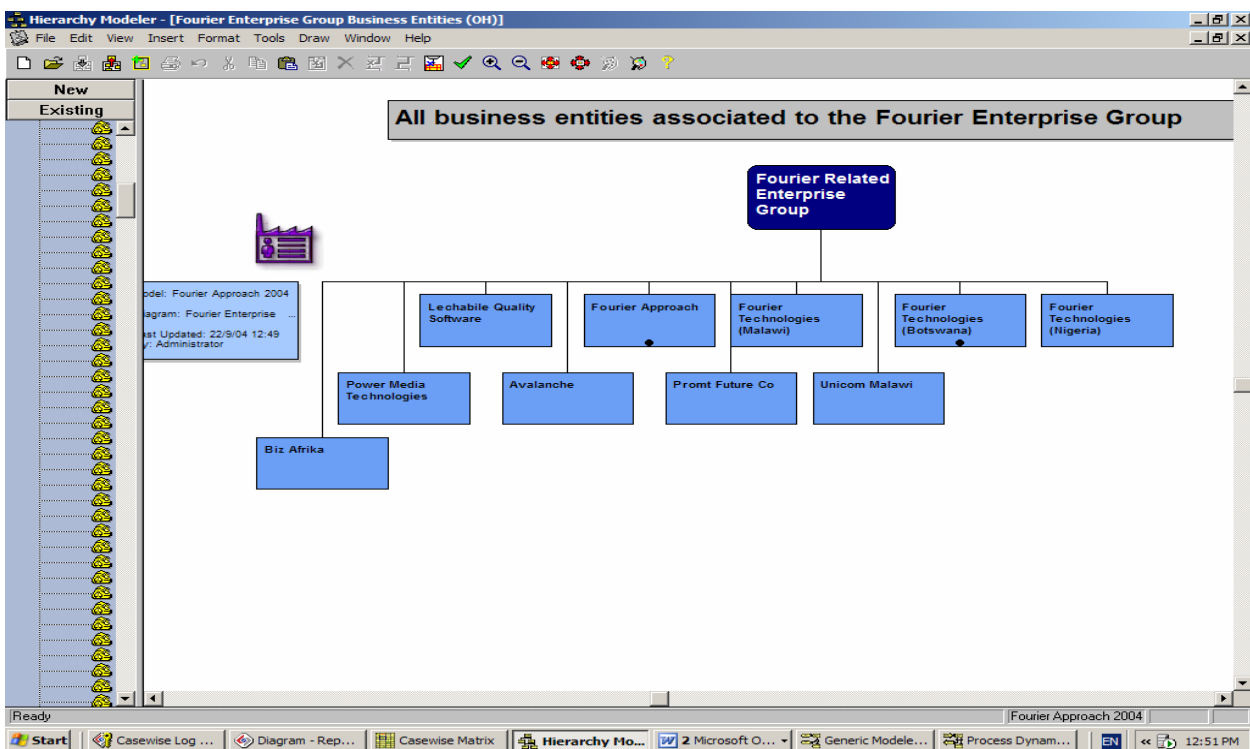 Hierarchy Modeler - [Fourier Enterprise Group Business Entities (OH)]
File Edit View Insert Format Tools Draw Window Help
New
Existing
All business entities associated to the Fourier Enterprise Group
Fourier Related
Enterprise
Group
odel: Fourier Approach 2004
iagram: Fourier Enterprise ...
ast Updated: 22/9/04 12:49
y: Administrator
Lechabile Quality
Software
Fourier Approach
Fourier
Technologies
(Malawi)
Fourier
Technologies
(Botswana)
Fourier
Technologies
(Nigeria)
Power Media
Technologies
Avalanche
Promt Future Co
Unicom Malawi
Biz Afrika
Ready
Fourier Approach 2004
Start
Casewise Log ...
Diagram - Rep...
Casewise Matrix
Hierarchy Mo...
2 Microsoft O...
Generic Modele...
Process Dynam...
EN
12:51 PM